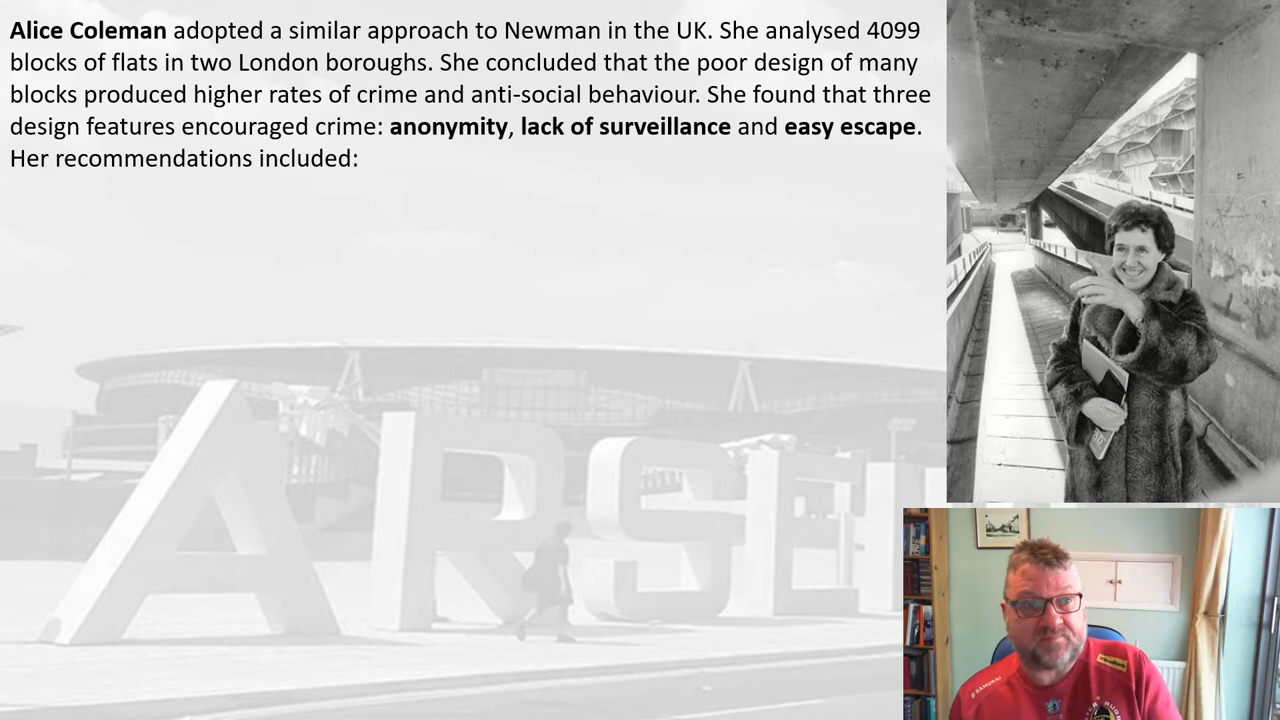 Alice Coleman adopted a similar approach to Newman in the UK. She analysed 4099
blocks of flats in two London boroughs. She concluded that the poor design of many
blocks produced higher rates of crime and anti-social behaviour. She found that three
design features encouraged crime: anonymity, lack of surveillance and easy escape.
Her recommendations included:
ARSE
SAMURAI